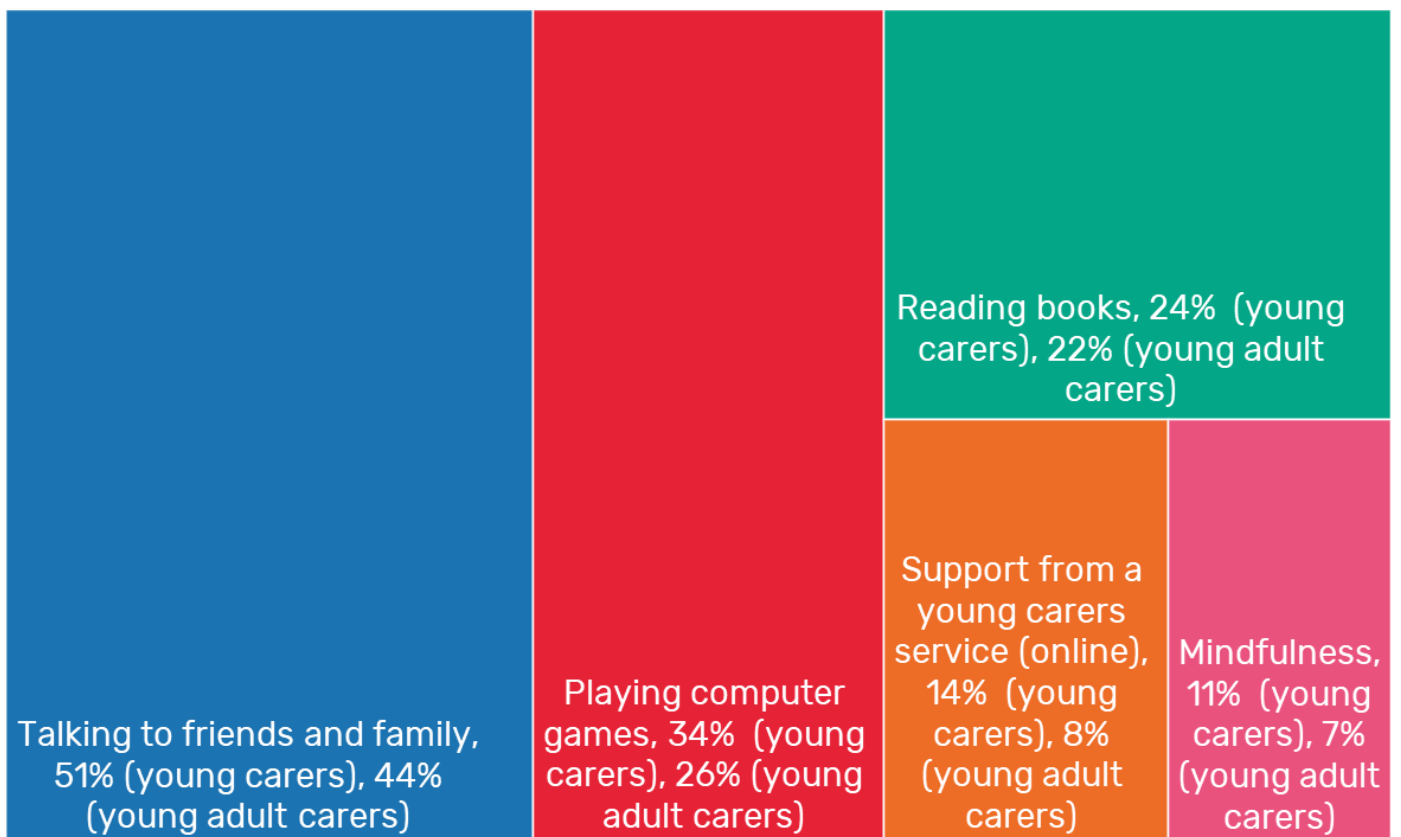 Talking to friends and family,
51% (young carers), 44%
(young adult carers)
Playing computer
games, 34%  (young
carers), 26% (young
adult carers)
Reading books, 24%  (young
carers), 22% (young adult
carers)
Support from a
young carers
service (online),
14%  (young
carers), 8%
(young adult
carers)
Mindfulness,
11%  (young
carers), 7%
(young adult
carers)